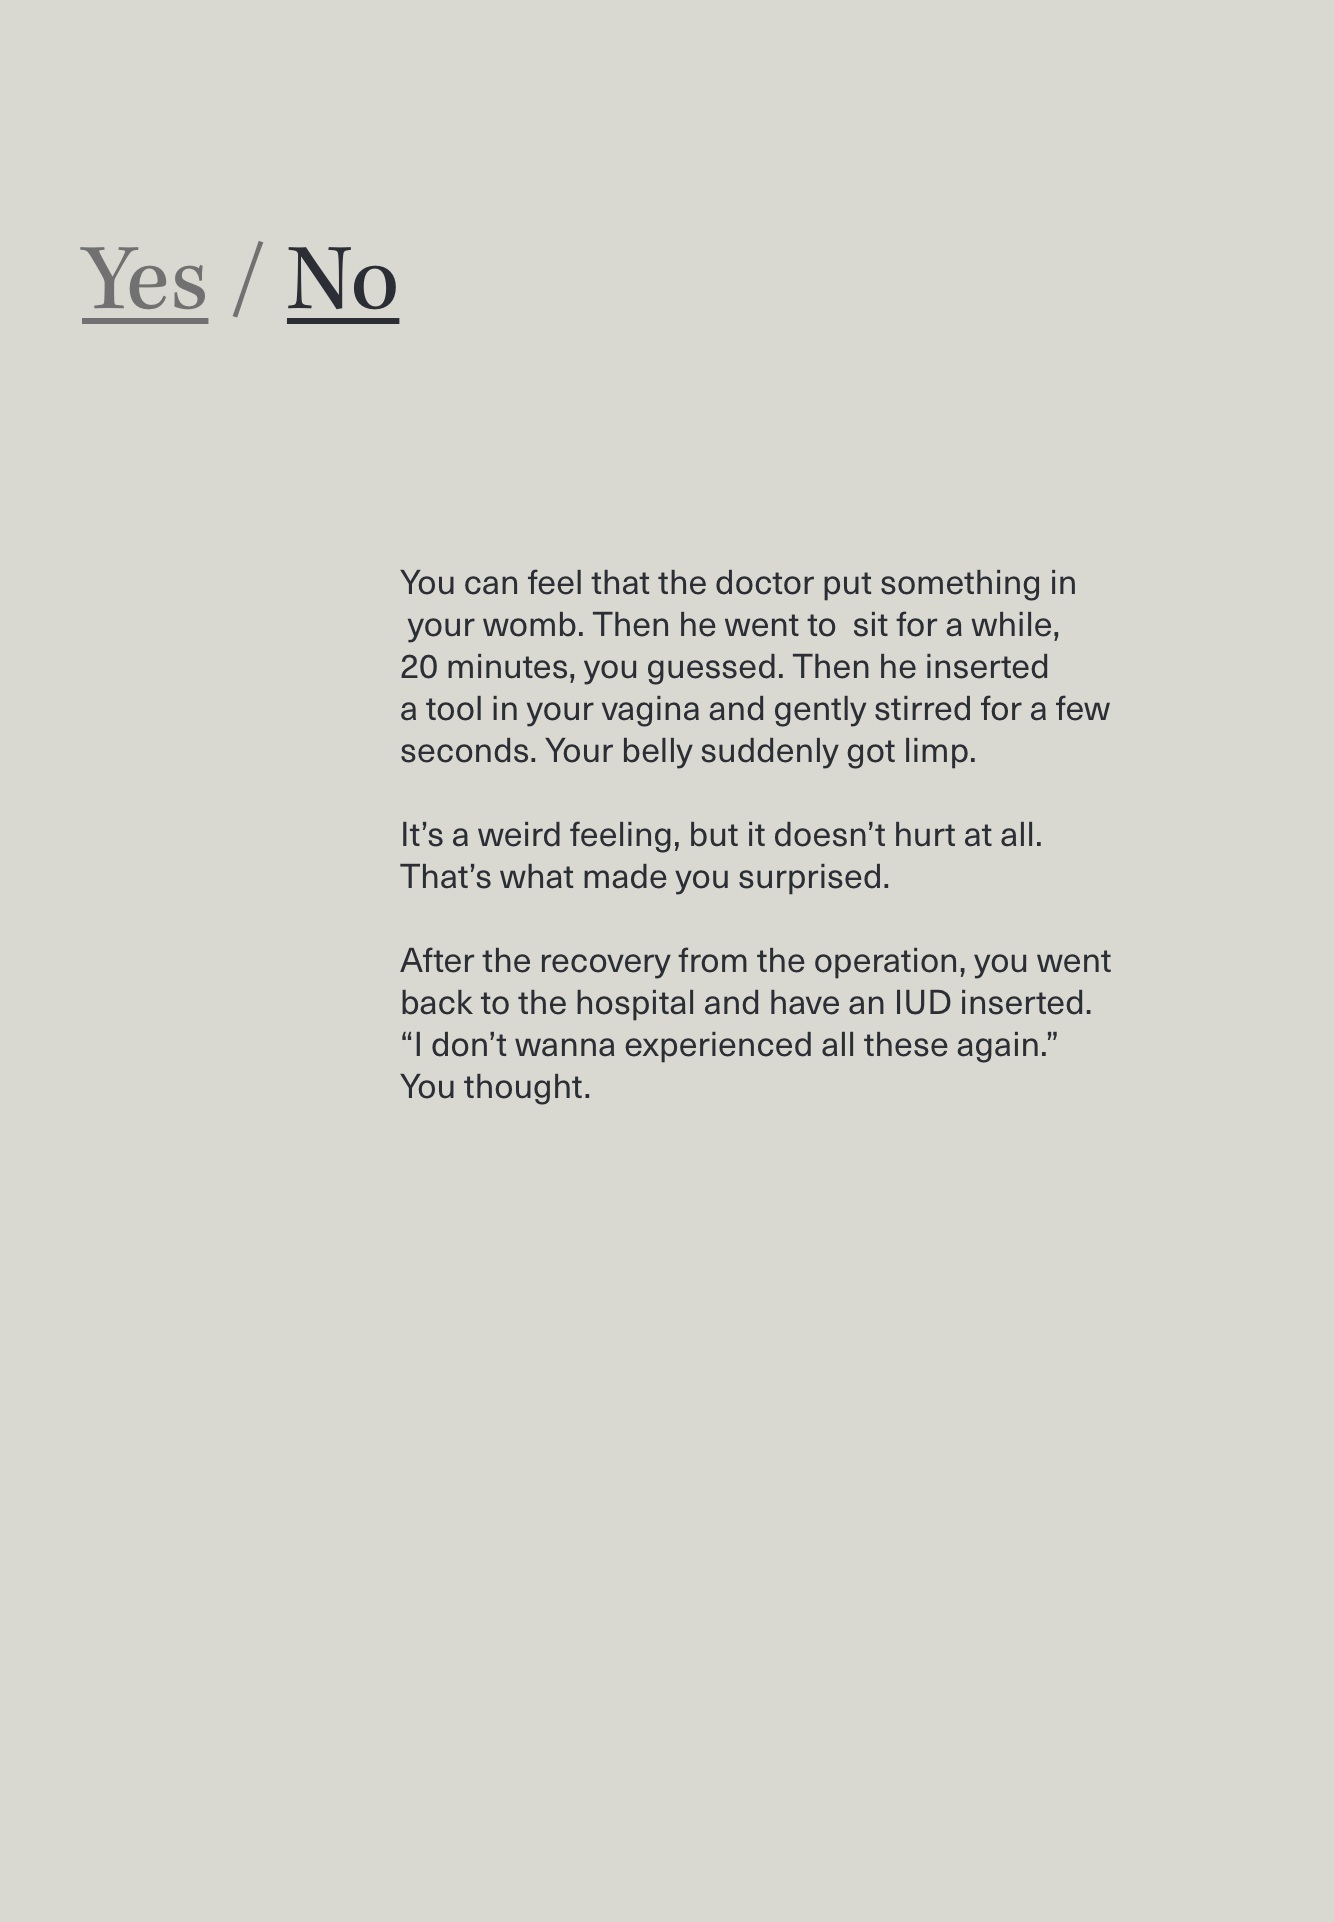 Yes / No
You can feel that the doctor put something in
your womb. Then he went to  sit for a while,
20 minutes, you guessed. Then he inserted
a tool in your vagina and gently stirred for a few
seconds. Your belly suddenly got limp.
It’s a weird feeling, but it doesn’t hurt at all.
That’s what made you surprised.
After the recovery from the operation, you went
back to the hospital and have an IUD inserted.
“I don’t wanna experienced all these again.”
You thought.